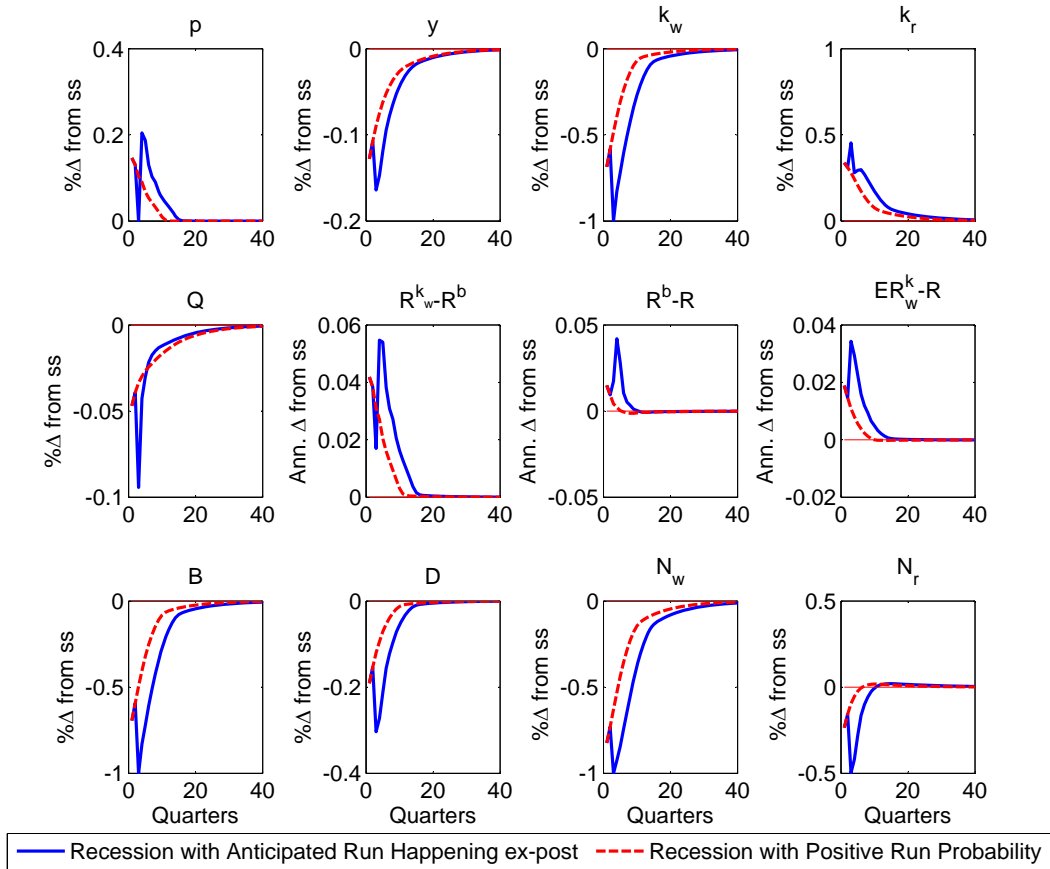 p
y
k_w
k_r
%Δ from ss
0.4
0.2
0
0 20 40
%Δ from ss
0
-0.1
-0.2
0 20 40
%Δ from ss
0
-0.5
-1
0 20 40
%Δ from ss
1
0.5
0
0 20 40
Q
R^{k_w}-R^b
R^b-R
ER^k_w-R
%Δ from ss
0
-0.05
-0.1
0 20 40
Ann. Δ from ss
0.06
0.04
0.02
0
0 20 40
Ann. Δ from ss
0.05
0
-0.05
0 20 40
Ann. Δ from ss
0.04
0.02
0
-0.02
0 20 40
B
D
N_w
N_r
%Δ from ss
0
-0.5
-1
0 20 40
Quarters
%Δ from ss
0
-0.2
-0.4
0 20 40
Quarters
%Δ from ss
0
-0.5
-1
0 20 40
Quarters
%Δ from ss
0.5
0
-0.5
0 20 40
Quarters
Recession with Anticipated Run Happening ex-post
Recession with Positive Run Probability